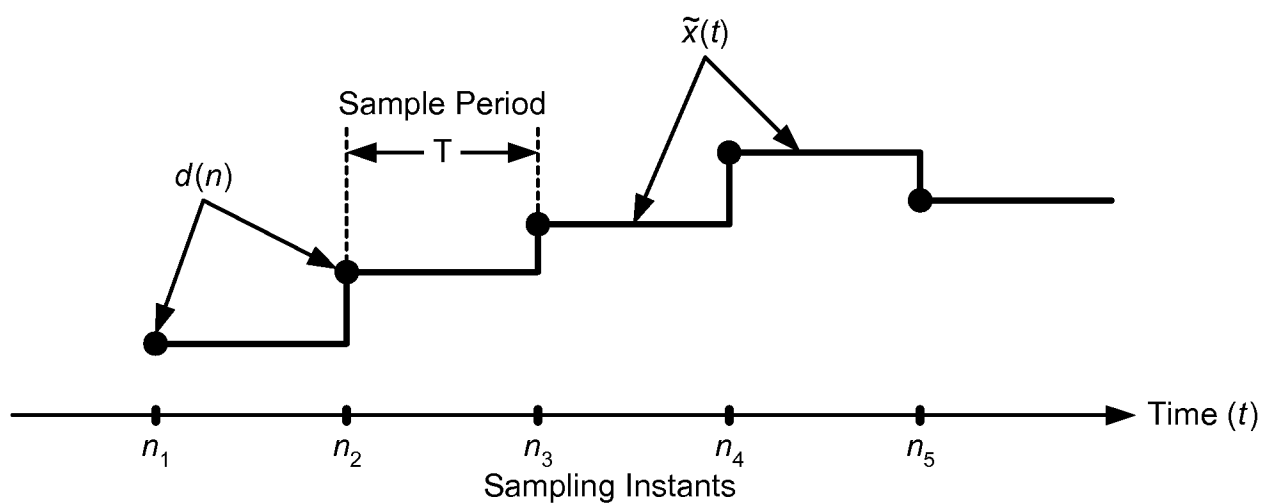 x̃(t)
Sample Period
T
d(n)
Time (t)
n₁ n₂ n₃ n₄ n₅
Sampling Instants